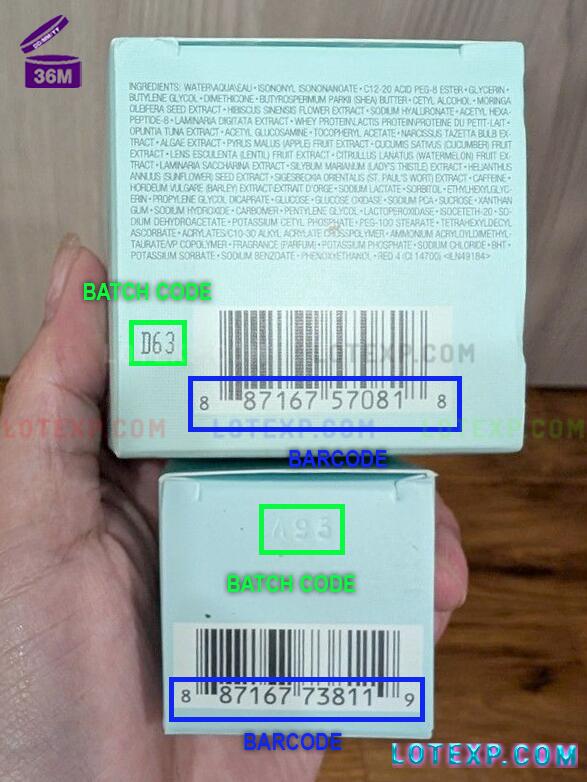 DD.MM.YY
36M
INGREDIENTS: WATER\AQUA\EAU • ISONONYL ISONONANOATE • C12-20 ACID PEG-8 ESTER • GLYCERIN •
BUTYLENE GLYCOL • DIMETHICONE • BUTYROSPERMUM PARKII (SHEA) BUTTER • CETYL ALCOHOL • MORINGA
OLEIFERA SEED EXTRACT • HIBISCUS SINENSIS FLOWER EXTRACT • SODIUM HYALURONATE • ACETYL HEXA-
PEPTIDE-8 • LAMINARIA DIGITATA EXTRACT • WHEY PROTEIN\LACTIS PROTEIN\PROTÉINE DU PETIT-LAIT •
OPUNTIA TUNA EXTRACT • ACETYL GLUCOSAMINE • TOCOPHERYL ACETATE • NARCISSUS TAZETTA BULB EX-
TRACT • ALGAE EXTRACT • PYRUS MALUS (APPLE) FRUIT EXTRACT • CUCUMIS SATIVUS (CUCUMBER) FRUIT
EXTRACT • LENS ESCULENTA (LENTIL) FRUIT EXTRACT • CITRULLUS LANATUS (WATERMELON) FRUIT EX-
TRACT • LAMINARIA SACCHARINA EXTRACT • SILYBUM MARIANUM (LADY'S THISTLE) EXTRACT • HELIANTHUS
ANNUUS (SUNFLOWER) SEED EXTRACT • SIGESBECKIA ORIENTALIS (ST. PAUL'S WORT) EXTRACT • CAFFEINE •
HORDEUM VULGARE (BARLEY) EXTRACT\EXTRAIT D'ORGE • SODIUM LACTATE • SORBITOL • ETHYLHEXYLGLYC-
ERIN • PROPYLENE GLYCOL DICAPRATE • GLUCOSE • GLUCOSE OXIDASE • SODIUM PCA • SUCROSE • XANTHAN
GUM • SODIUM HYDROXIDE • CARBOMER • PENTYLENE GLYCOL • LACTOPEROXIDASE • ISOCETETH-20 • SO-
DIUM DEHYDROACETATE • POTASSIUM CETYL PHOSPHATE • PEG-100 STEARATE • TETRAHEXYLDECYL
ASCORBATE • ACRYLATES/C10-30 ALKYL ACRYLATE CROSSPOLYMER • AMMONIUM ACRYLOYLDIMETHYL-
TAURATE/VP COPOLYMER • FRAGRANCE (PARFUM) • POTASSIUM PHOSPHATE • SODIUM CHLORIDE • BHT •
POTASSIUM SORBATE • SODIUM BENZOATE • PHENOXYETHANOL • RED 4 (CI 14700) <ILN49184>
BATCH CODE
D63
LOTEXP.COM
8 87167 57081 8
LOTEXP.COM LOTEXP.COM LOTEXP.COM
BARCODE
A93
BATCH CODE
8 87167 73811 9
BARCODE
LOTEXP.COM